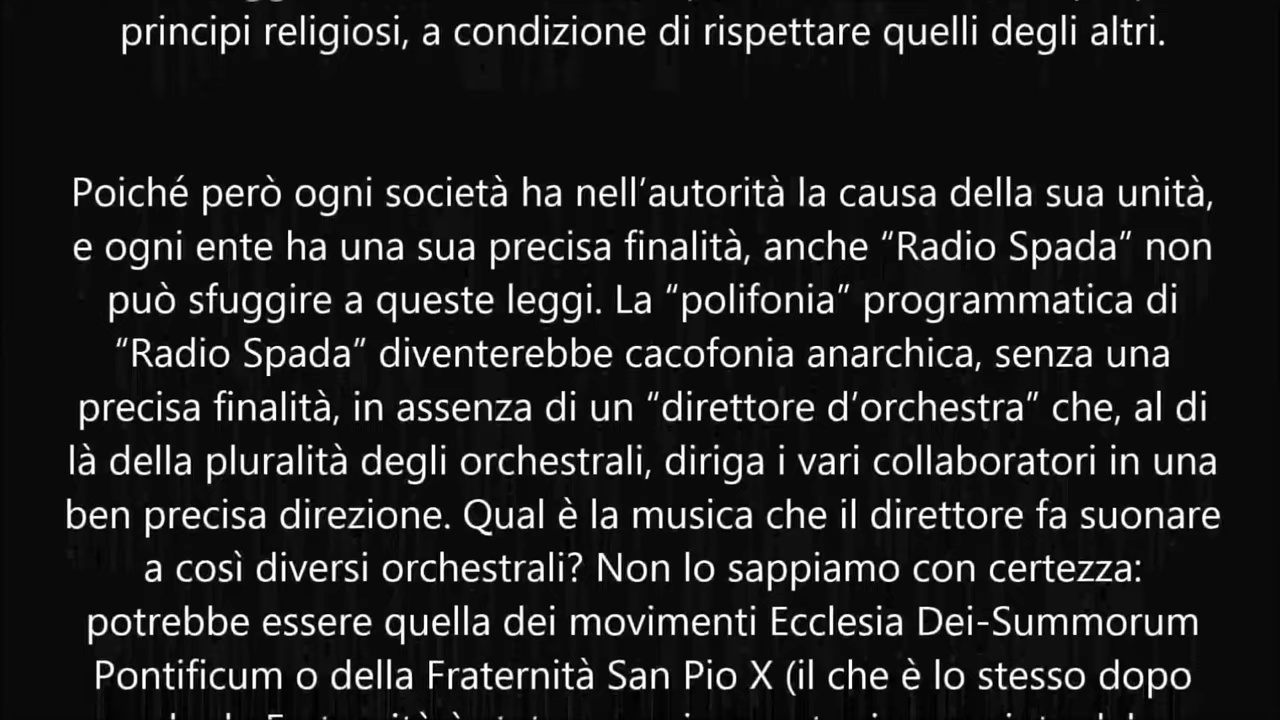 principi religiosi, a condizione di rispettare quelli degli altri.
Poiché però ogni società ha nell’autorità la causa della sua unità,
e ogni ente ha una sua precisa finalità, anche “Radio Spada” non
può sfuggire a queste leggi. La “polifonia” programmatica di
“Radio Spada” diventerebbe cacofonia anarchica, senza una
precisa finalità, in assenza di un “direttore d’orchestra” che, al di
là della pluralità degli orchestrali, diriga i vari collaboratori in una
ben precisa direzione. Qual è la musica che il direttore fa suonare
a così diversi orchestrali? Non lo sappiamo con certezza:
potrebbe essere quella dei movimenti Ecclesia Dei-Summorum
Pontificum o della Fraternità San Pio X (il che è lo stesso dopo